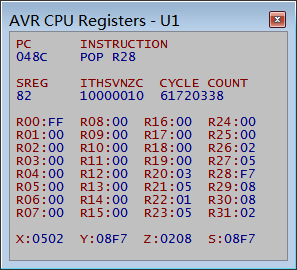 AVR CPU Registers - U1
PC INSTRUCTION
048C POP R28
SREG ITHSVNZC CYCLE COUNT
82 10000010 61720338
R00:FF R08:00 R16:00 R24:00
R01:00 R09:00 R17:00 R25:00
R02:00 R10:00 R18:00 R26:02
R03:00 R11:00 R19:00 R27:05
R04:00 R12:00 R20:03 R28:F7
R05:00 R13:00 R21:05 R29:08
R06:00 R14:00 R22:01 R30:08
R07:00 R15:00 R23:05 R31:02
X:0502 Y:08F7 Z:0208 S:08F7